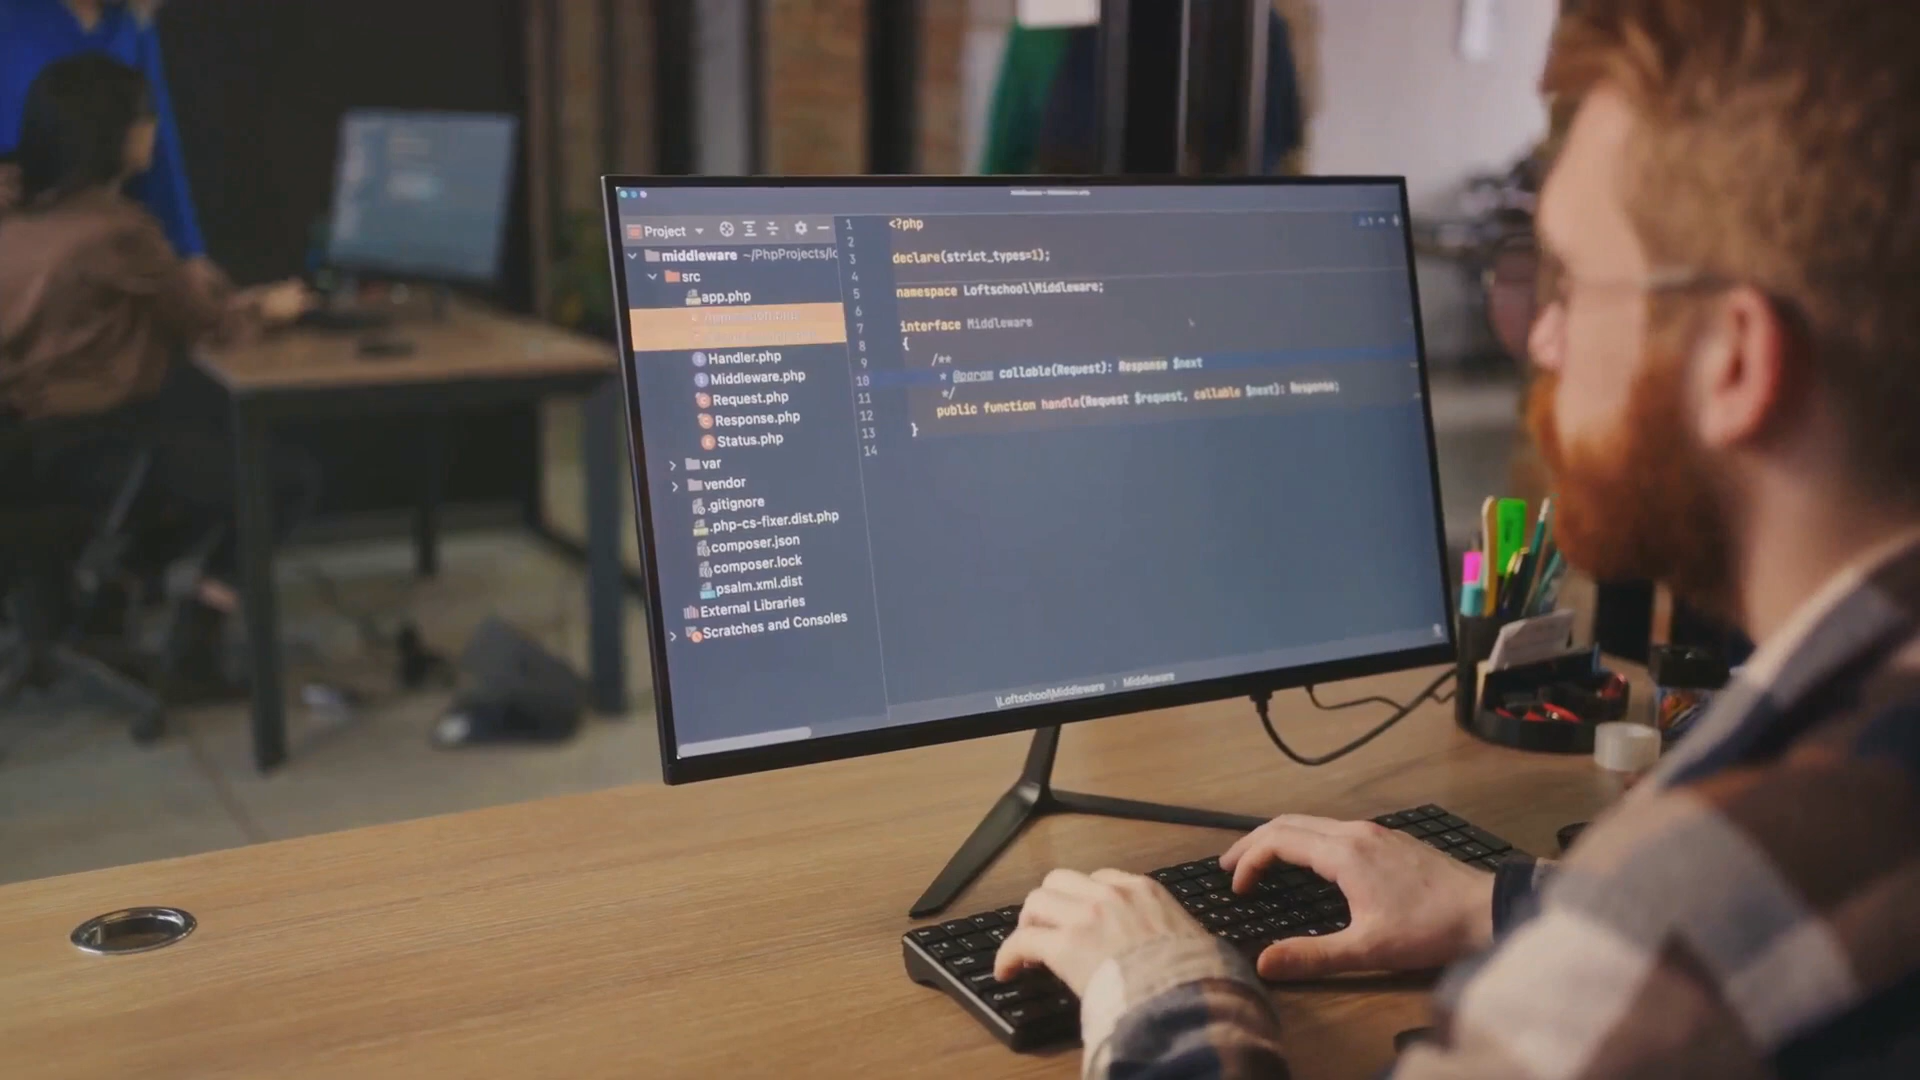 Project
middleware ~/PhpProjects/lo
src
app.php
Handler.php
Middleware.php
Request.php
Response.php
Status.php
var
vendor
.gitignore
.php-cs-fixer.dist.php
composer.json
composer.lock
psalm.xml.dist
External Libraries
Scratches and Consoles
1 <?php
2
3 declare(strict_types=1);
4
5 namespace Loftschool\Middleware;
6
7 interface Middleware
8 {
9 /**
10 * @param callable(Request): Response $next
11 */
12 public function handle(Request $request, callable $next): Response;
13 }
14
\Loftschool\Middleware › Middleware